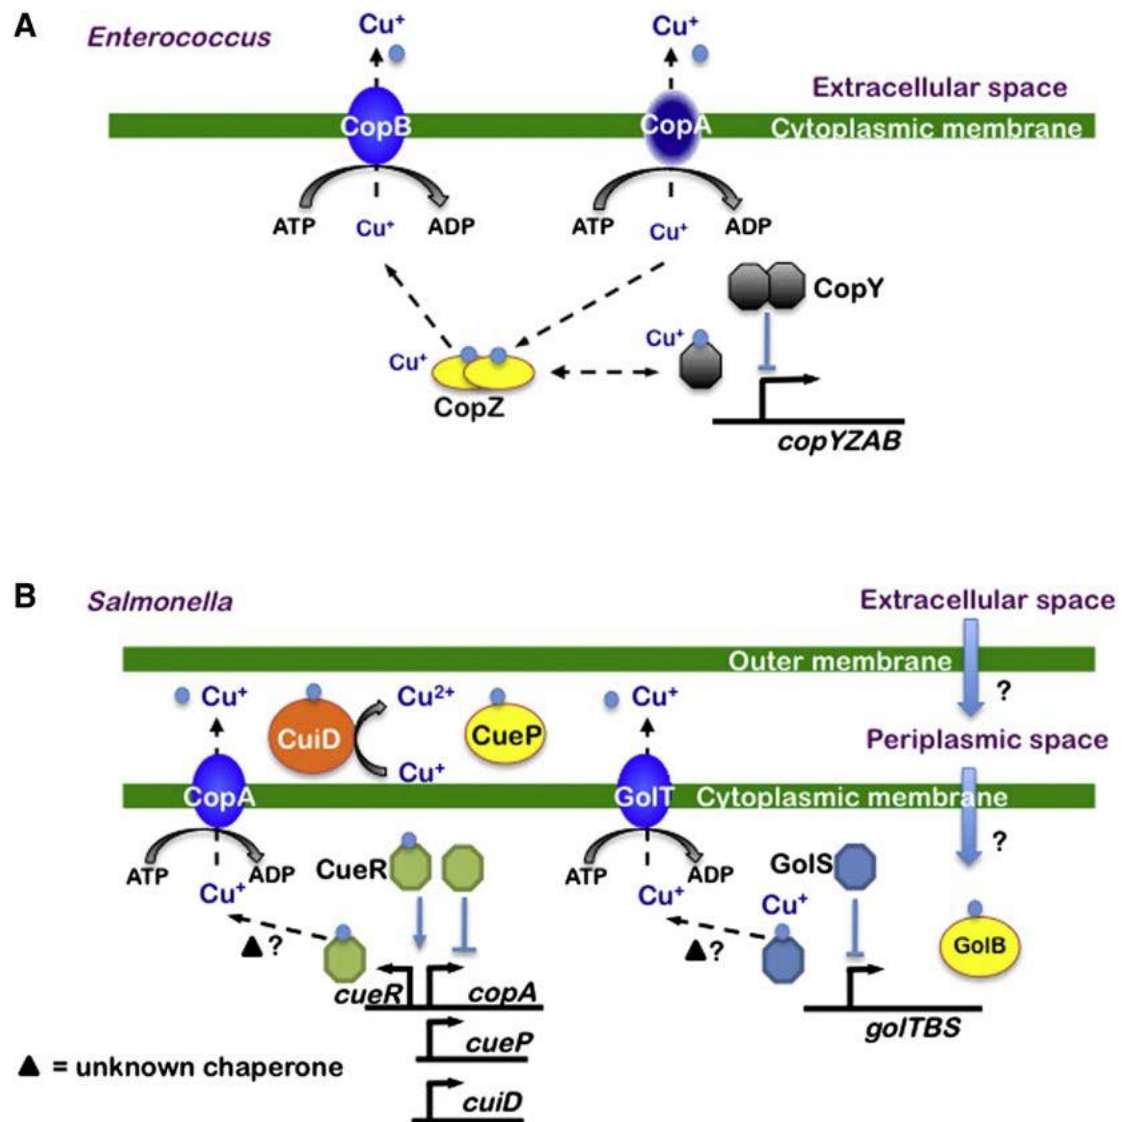 A
Enterococcus
Cu+
Cu+
Extracellular space
CopB
CopA
Cytoplasmic membrane
ATP
Cu+
ADP
ATP
Cu+
ADP
CopY
Cu+
Cu+
CopZ
copYZAB
B
Salmonella
Extracellular space
Outer membrane
Cu+
Cu2+
Cu+
?
CuiD
CueP
Periplasmic space
Cu+
CopA
GolT
Cytoplasmic membrane
?
ATP
ADP
CueR
ATP
ADP
GolS
Cu+
Cu+
Cu+
?
?
GolB
cueR
copA
golTBS
cueP
▲ = unknown chaperone
cuiD